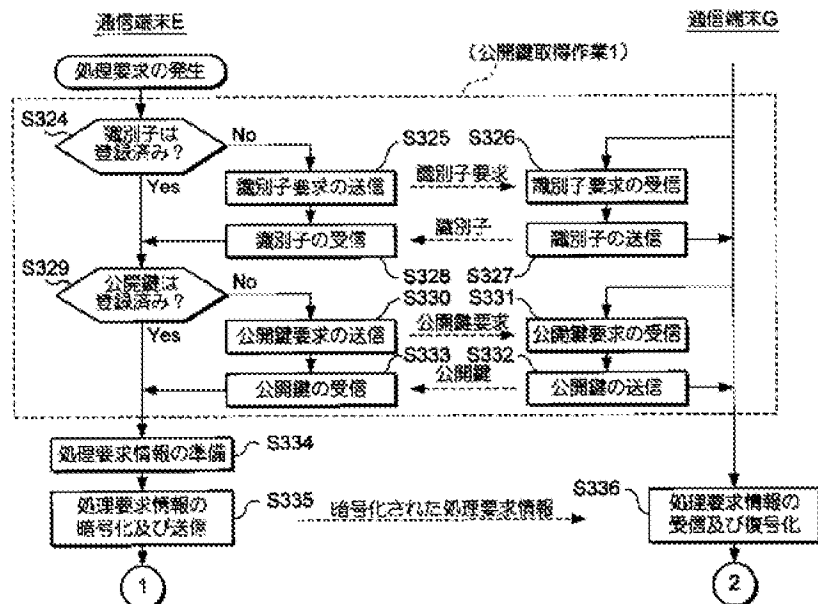 通信端末E
通信端末G
(公開鍵取得作業1)
処理要求の発生
S324
識別子は
登録済み?
No
Yes
S325
S326
識別子要求の送信
識別子要求
識別子要求の受信
識別子の受信
識別子
識別子の送信
S328
S327
S329
公開鍵は
登録済み?
No
Yes
S330
S331
公開鍵要求の送信
公開鍵要求
公開鍵要求の受信
S333
S332
公開鍵の受信
公開鍵
公開鍵の送信
処理要求情報の準備
S334
処理要求情報の
暗号化及び送信
S335
暗号化された処理要求情報
S336
処理要求情報の
受信及び復号化
1
2